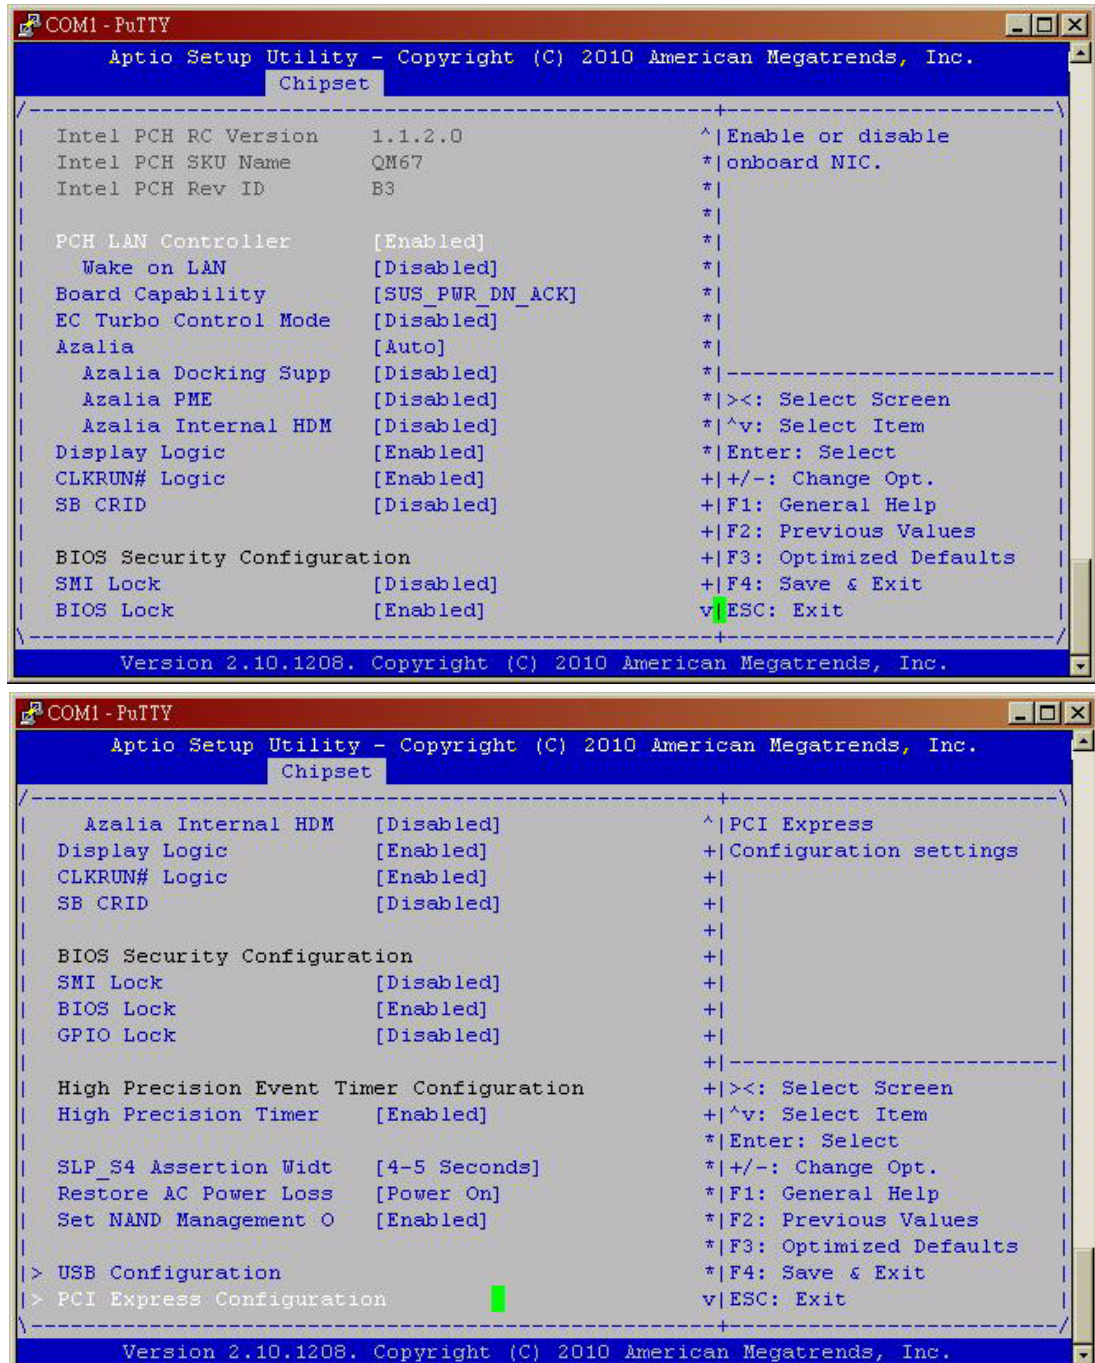 COM1 - PuTTY
Aptio Setup Utility - Copyright (C) 2010 American Megatrends, Inc.
Chipset
Intel PCH RC Version 1.1.2.0 ^|Enable or disable
Intel PCH SKU Name QM67 *|onboard NIC.
Intel PCH Rev ID B3 *|
*|
PCH LAN Controller [Enabled] *|
Wake on LAN [Disabled] *|
Board Capability [SUS_PWR_DN_ACK] *|
EC Turbo Control Mode [Disabled] *|
Azalia [Auto] *|
Azalia Docking Supp [Disabled] *|
Azalia PME [Disabled] *|><: Select Screen
Azalia Internal HDM [Disabled] *|^v: Select Item
Display Logic [Enabled] *|Enter: Select
CLKRUN# Logic [Enabled] +|+/-: Change Opt.
SB CRID [Disabled] +|F1: General Help
+|F2: Previous Values
BIOS Security Configuration +|F3: Optimized Defaults
SMI Lock [Disabled] +|F4: Save & Exit
BIOS Lock [Enabled] v|ESC: Exit
Version 2.10.1208. Copyright (C) 2010 American Megatrends, Inc.
COM1 - PuTTY
Aptio Setup Utility - Copyright (C) 2010 American Megatrends, Inc.
Chipset
Azalia Internal HDM [Disabled] ^|PCI Express
Display Logic [Enabled] +|Configuration settings
CLKRUN# Logic [Enabled] +|
SB CRID [Disabled] +|
+|
BIOS Security Configuration +|
SMI Lock [Disabled] +|
BIOS Lock [Enabled] +|
GPIO Lock [Disabled] +|
+|
High Precision Event Timer Configuration +|><: Select Screen
High Precision Timer [Enabled] +|^v: Select Item
*|Enter: Select
SLP_S4 Assertion Widt [4-5 Seconds] *|+/-: Change Opt.
Restore AC Power Loss [Power On] *|F1: General Help
Set NAND Management O [Enabled] *|F2: Previous Values
*|F3: Optimized Defaults
> USB Configuration *|F4: Save & Exit
> PCI Express Configuration v|ESC: Exit
Version 2.10.1208. Copyright (C) 2010 American Megatrends, Inc.